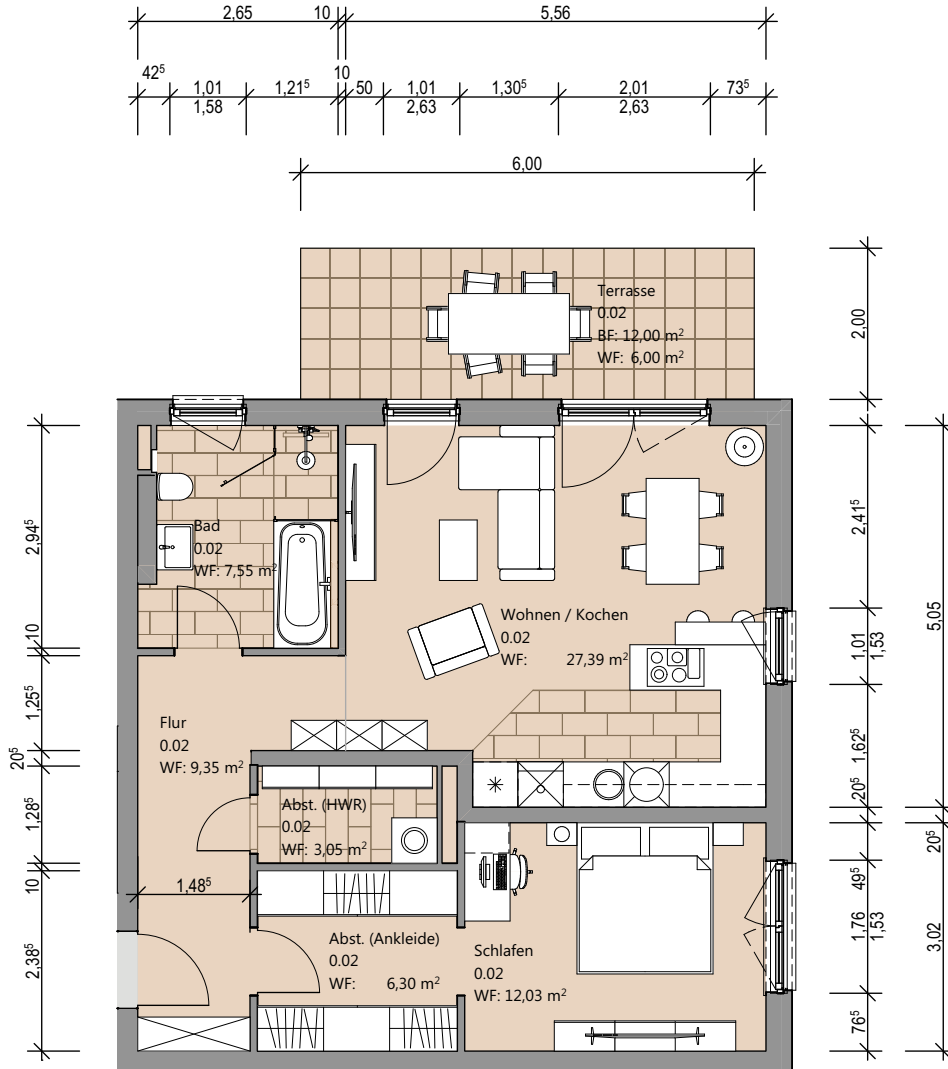 2,65 10 5,56
42⁵ 1,01 1,21⁵ 10 50 1,01 1,30⁵ 2,01 73⁵
1,58 2,63 2,63
6,00
Terrasse
0.02
BF: 12,00 m²
WF: 6,00 m²
2,00
Bad
0.02
WF: 7,55 m²
Wohnen / Kochen
0.02
WF: 27,39 m²
Flur
0.02
WF: 9,35 m²
Abst. (HWR)
0.02
WF: 3,05 m²
1,48⁵
Abst. (Ankleide)
0.02
WF: 6,30 m²
Schlafen
0.02
WF: 12,03 m²
2,94⁵
10
1,25⁵
20⁵
1,28⁵
10
2,38⁵
2,41⁵
1,01
1,53
1,62⁵
20⁵
49⁵
1,76
1,53
76⁵
5,05
20⁵
3,02